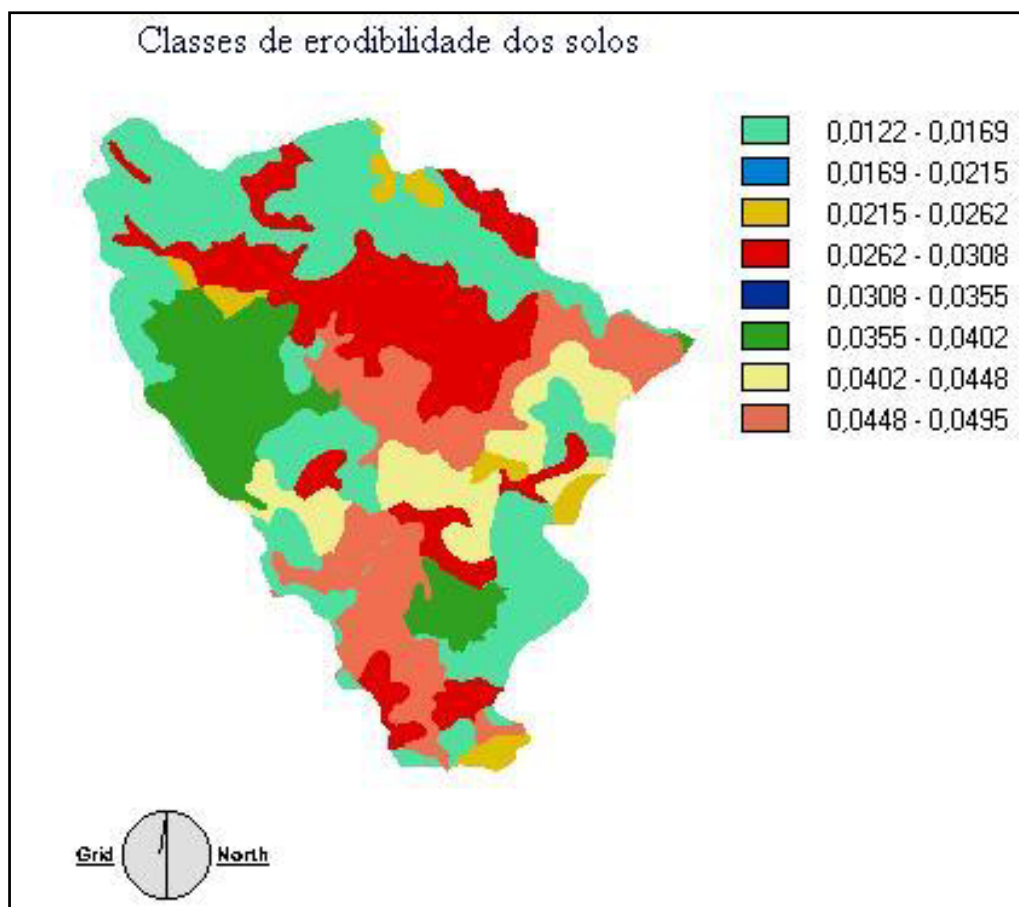 Classes de erodibilidade dos solos
0,0122 - 0,0169
0,0169 - 0,0215
0,0215 - 0,0262
0,0262 - 0,0308
0,0308 - 0,0355
0,0355 - 0,0402
0,0402 - 0,0448
0,0448 - 0,0495
Grid North